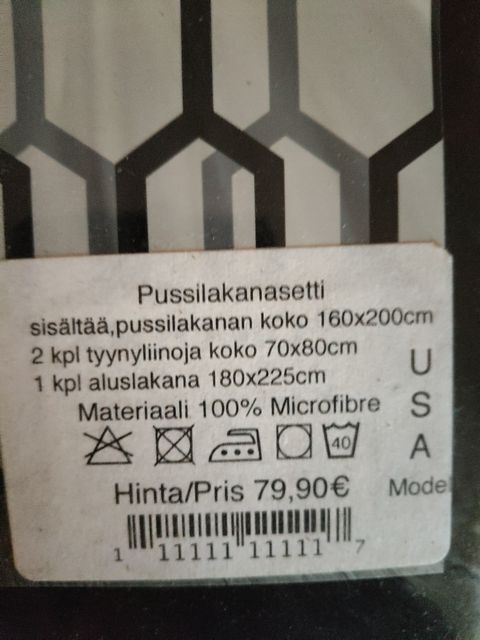 Pussilakanasetti
sisältää,pussilakanan koko 160x200cm
2 kpl tyynyliinoja koko 70x80cm
1 kpl aluslakana 180x225cm
Materiaali 100% Microfibre
40
Hinta/Pris 79,90€
1 11111 11111 7
U
S
A
Model